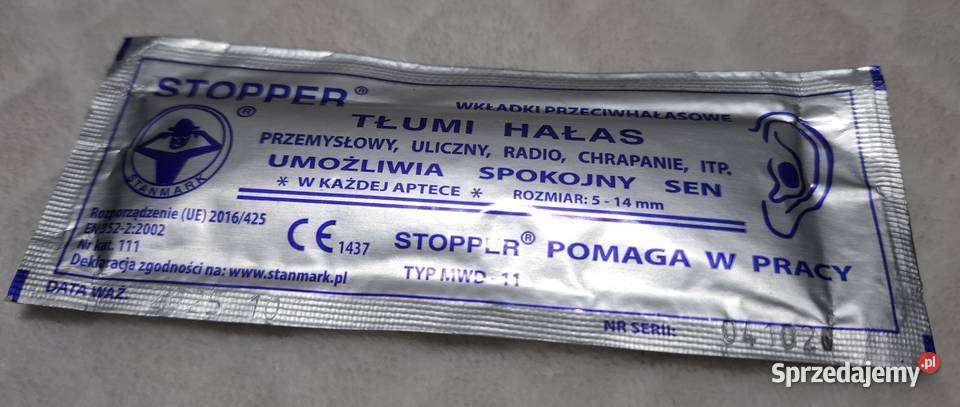 STOPPER®
WKŁADKI PRZECIWHAŁASOWE
® TŁUMI HAŁAS
PRZEMYSŁOWY, ULICZNY, RADIO, CHRAPANIE, ITP.
UMOŻLIWIA SPOKOJNY SEN
* W KAŻDEJ APTECE * ROZMIAR: 5 - 14 mm
STANMARK
Rozporządzenie (UE) 2016/425
EN352-2:2002
Nr kat. 111
Deklaracja zgodności na: www.stanmark.pl
CE 1437
STOPPER® POMAGA W PRACY
TYP MWD - 11
DATA WAŻ.
NR SERII:
Sprzedajemy.pl